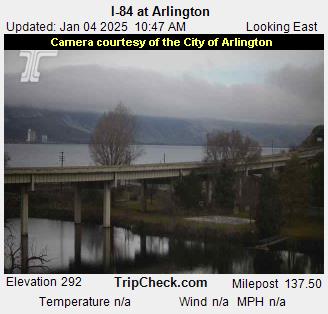 I-84 at Arlington
Updated: Jan 04 2025 10:47 AM Looking East
Camera courtesy of the City of Arlington
Elevation 292 TripCheck.com Milepost 137.50
Temperature n/a Wind n/a MPH n/a